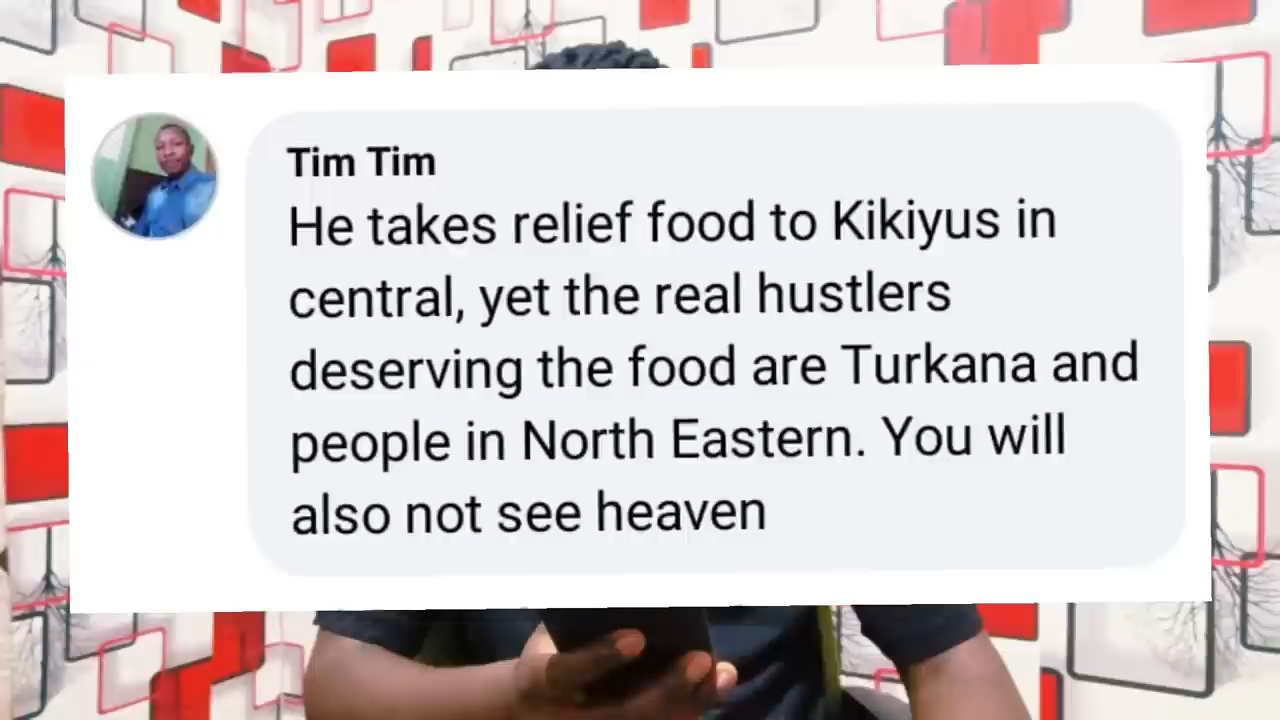 Tim Tim
He takes relief food to Kikiyus in
central, yet the real hustlers
deserving the food are Turkana and
people in North Eastern. You will
also not see heaven